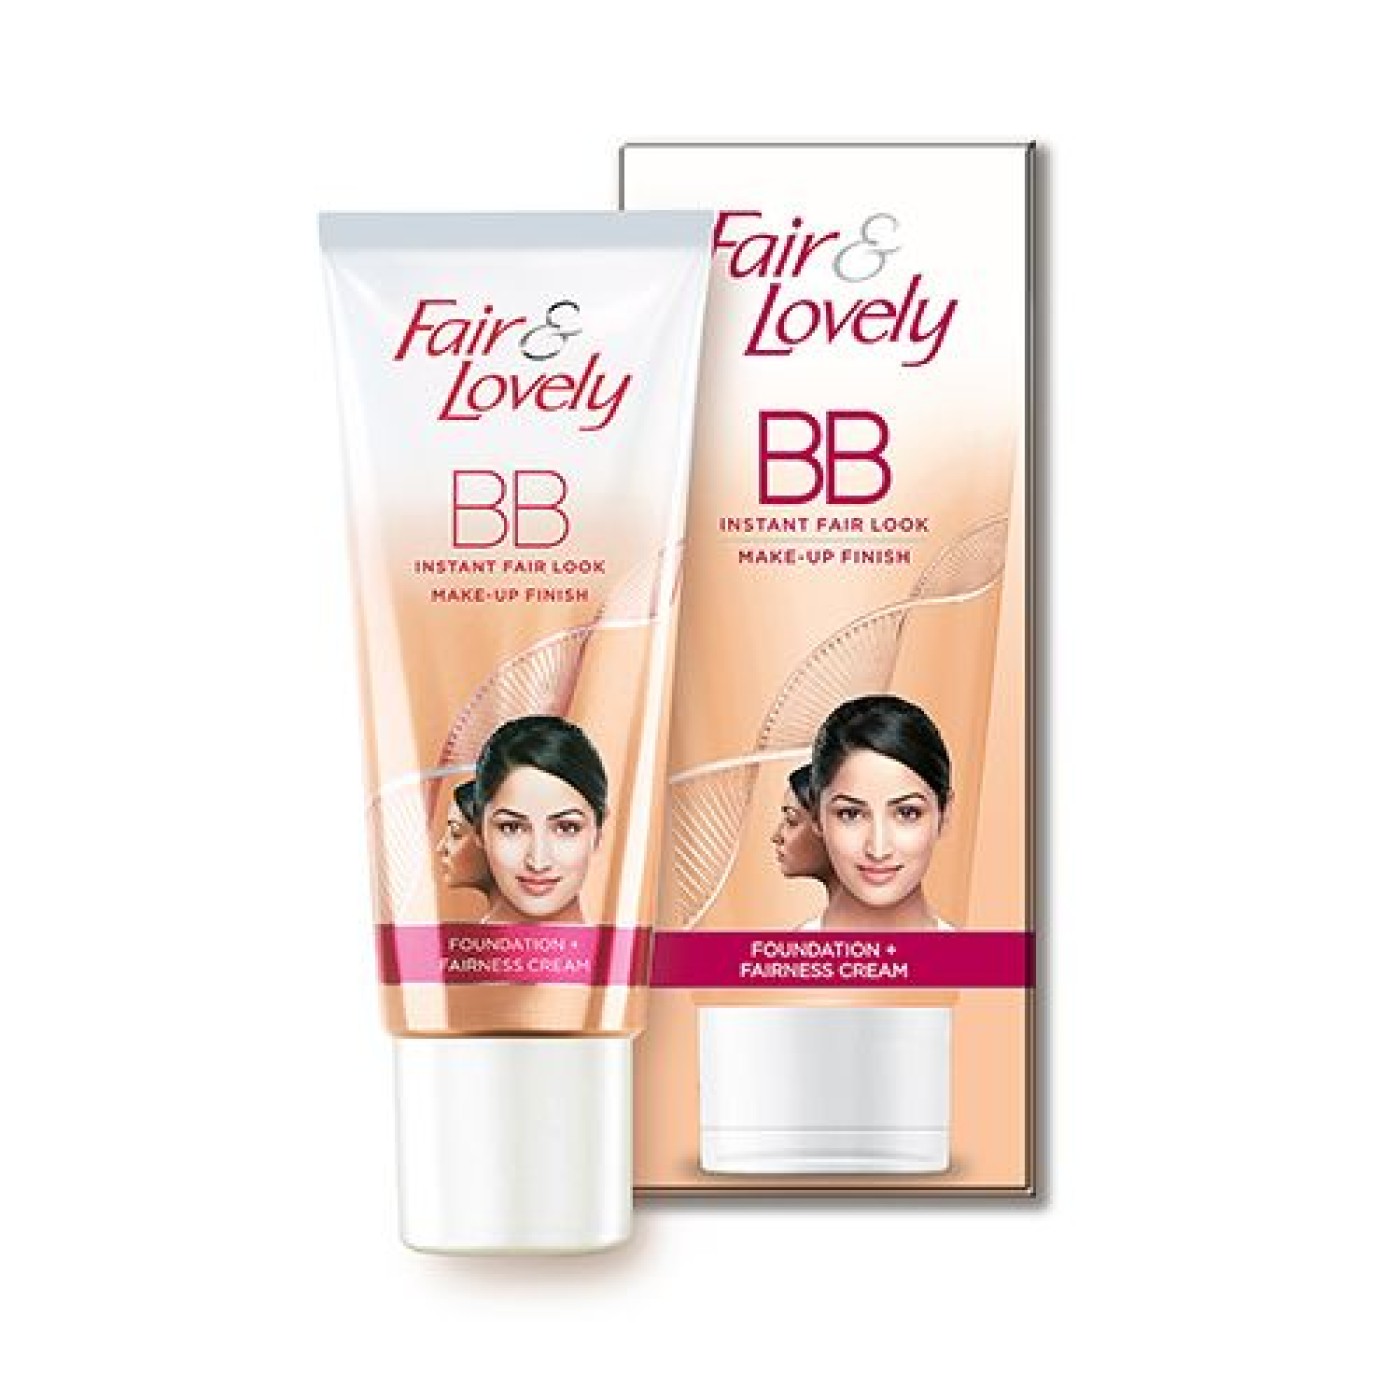 Fair &
Lovely
BB
INSTANT FAIR LOOK
MAKE-UP FINISH
FOUNDATION +
FAIRNESS CREAM
Fair &
Lovely
BB
INSTANT FAIR LOOK
MAKE-UP FINISH
FOUNDATION +
FAIRNESS CREAM